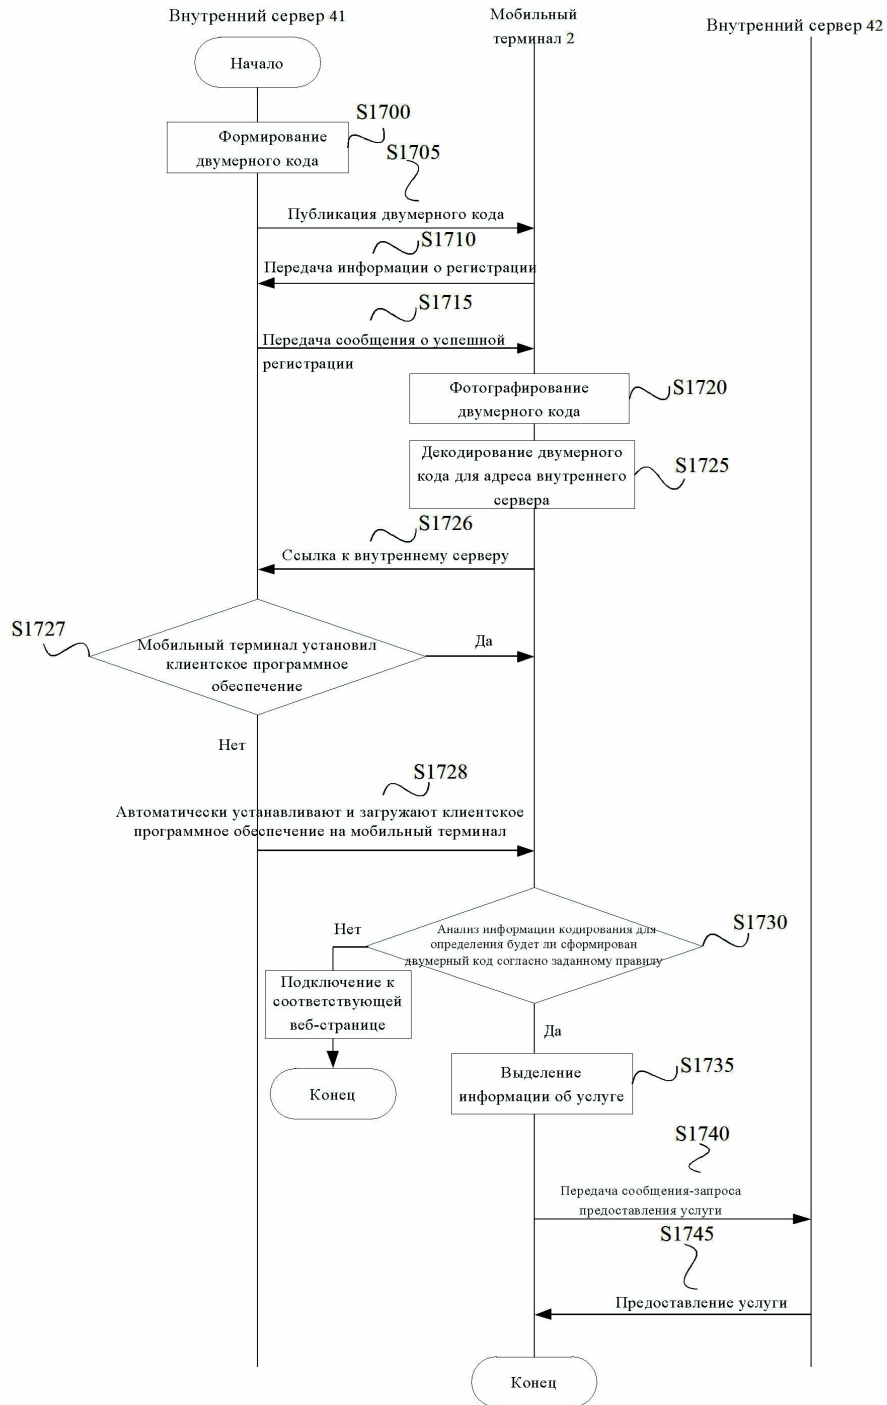 Внутренний сервер 41
Мобильный
терминал 2
Внутренний сервер 42
Начало
S1700
Формирование
двумерного кода
S1705
Публикация двумерного кода
S1710
Передача информации о регистрации
S1715
Передача сообщения о успешной
регистрации
Фотографирование
двумерного кода
S1720
Декодирование двумерного
кода для адреса внутреннего
сервера
S1725
S1726
Ссылка к внутреннему серверу
S1727
Мобильный терминал установил
клиентское программное
обеспечение
Да
Нет
S1728
Автоматически устанавливают и загружают клиентское
программное обеспечение на мобильный терминал
S1730
Нет
Анализ информации кодирования для
определения будет ли сформирован
двумерный код согласно заданному правилу
Подключение к
соответствующей
веб-странице
Да
Конец
Выделение
информации об услуге
S1735
S1740
Передача сообщения-запроса
предоставления услуги
S1745
Предоставление услуги
Конец